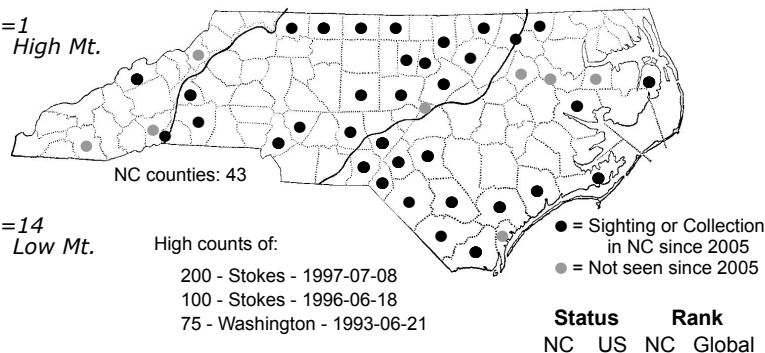 =1
High Mt.
NC counties: 43
=14
Low Mt.
High counts of:
200 - Stokes - 1997-07-08
100 - Stokes - 1996-06-18
75 - Washington - 1993-06-21
= Sighting or Collection
in NC since 2005
= Not seen since 2005
Status Rank
NC US NC Global